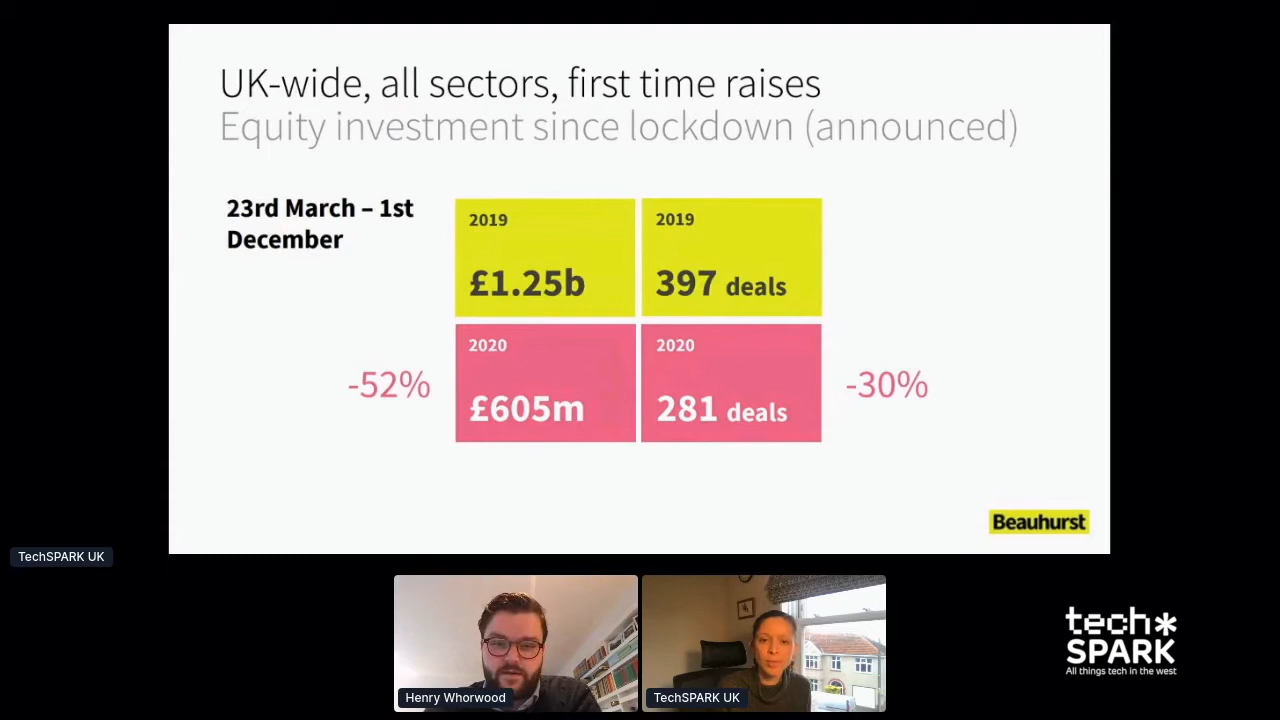 UK-wide, all sectors, first time raises
Equity investment since lockdown (announced)
23rd March – 1st
December
2019
£1.25b
2019
397 deals
2020
£605m
2020
281 deals
-52%
-30%
Beauhurst
TechSPARK UK
Henry Whorwood
TechSPARK UK
tech*
SPARK
All things tech in the west